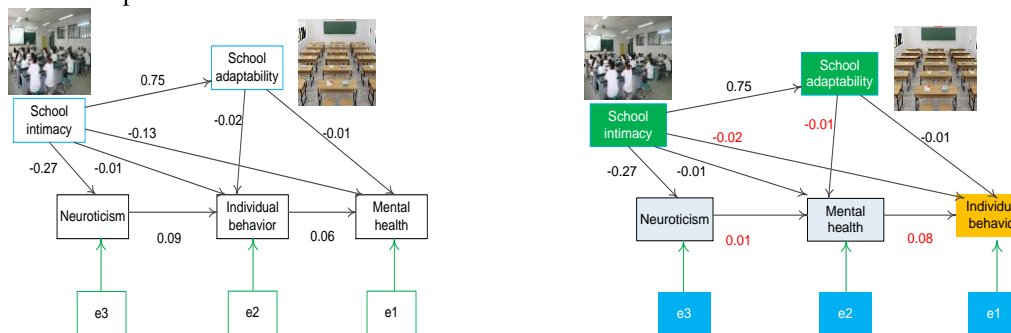 School
adaptability
0.75
School
intimacy
-0.13
-0.02
-0.01
-0.27
-0.01
Neuroticism
Individual
behavior
Mental
health
0.09
0.06
e3
e2
e1
School
adaptability
0.75
School
intimacy
-0.02
-0.01
-0.01
-0.27
-0.01
Neuroticism
Mental
health
Individu
behavio
0.01
0.08
e3
e2
e1